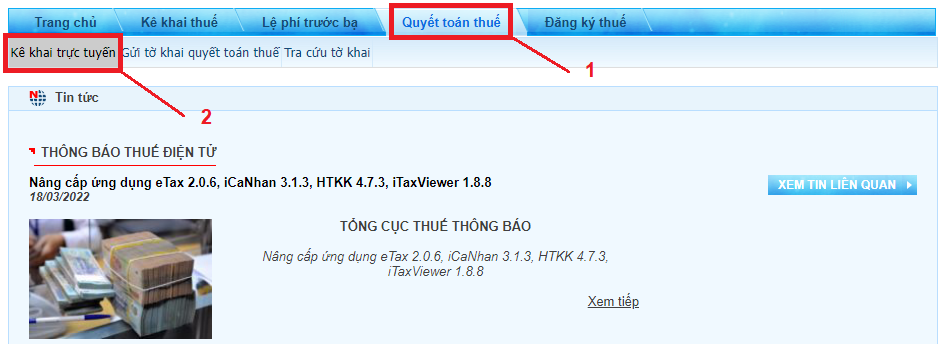 Trang chủ Kê khai thuế Lệ phí trước bạ Quyết toán thuế Đăng ký thuế
Kê khai trực tuyến Gửi tờ khai quyết toán thuế Tra cứu tờ khai
1
2
N Tin tức
THÔNG BÁO THUẾ ĐIỆN TỬ
Nâng cấp ứng dụng eTax 2.0.6, iCaNhan 3.1.3, HTKK 4.7.3, iTaxViewer 1.8.8
XEM TIN LIÊN QUAN
18/03/2022
TỔNG CỤC THUẾ THÔNG BÁO
Nâng cấp ứng dụng eTax 2.0.6, iCaNhan 3.1.3, HTKK 4.7.3,
iTaxViewer 1.8.8
Xem tiếp